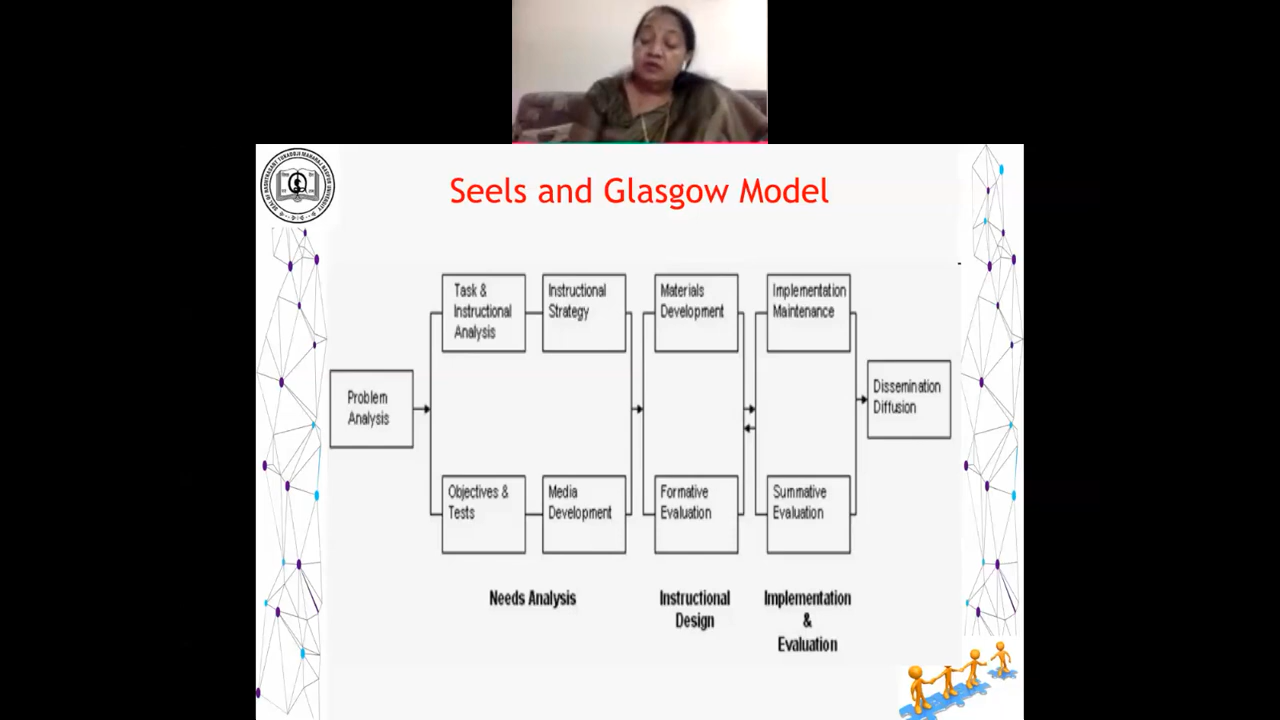 Seels and Glasgow Model
Problem
Analysis
Task &
Instructional
Analysis
Instructional
Strategy
Objectives &
Tests
Media
Development
Materials
Development
Formative
Evaluation
Implementation
Maintenance
Summative
Evaluation
Dissemination
Diffusion
Needs Analysis
Instructional
Design
Implementation
&
Evaluation